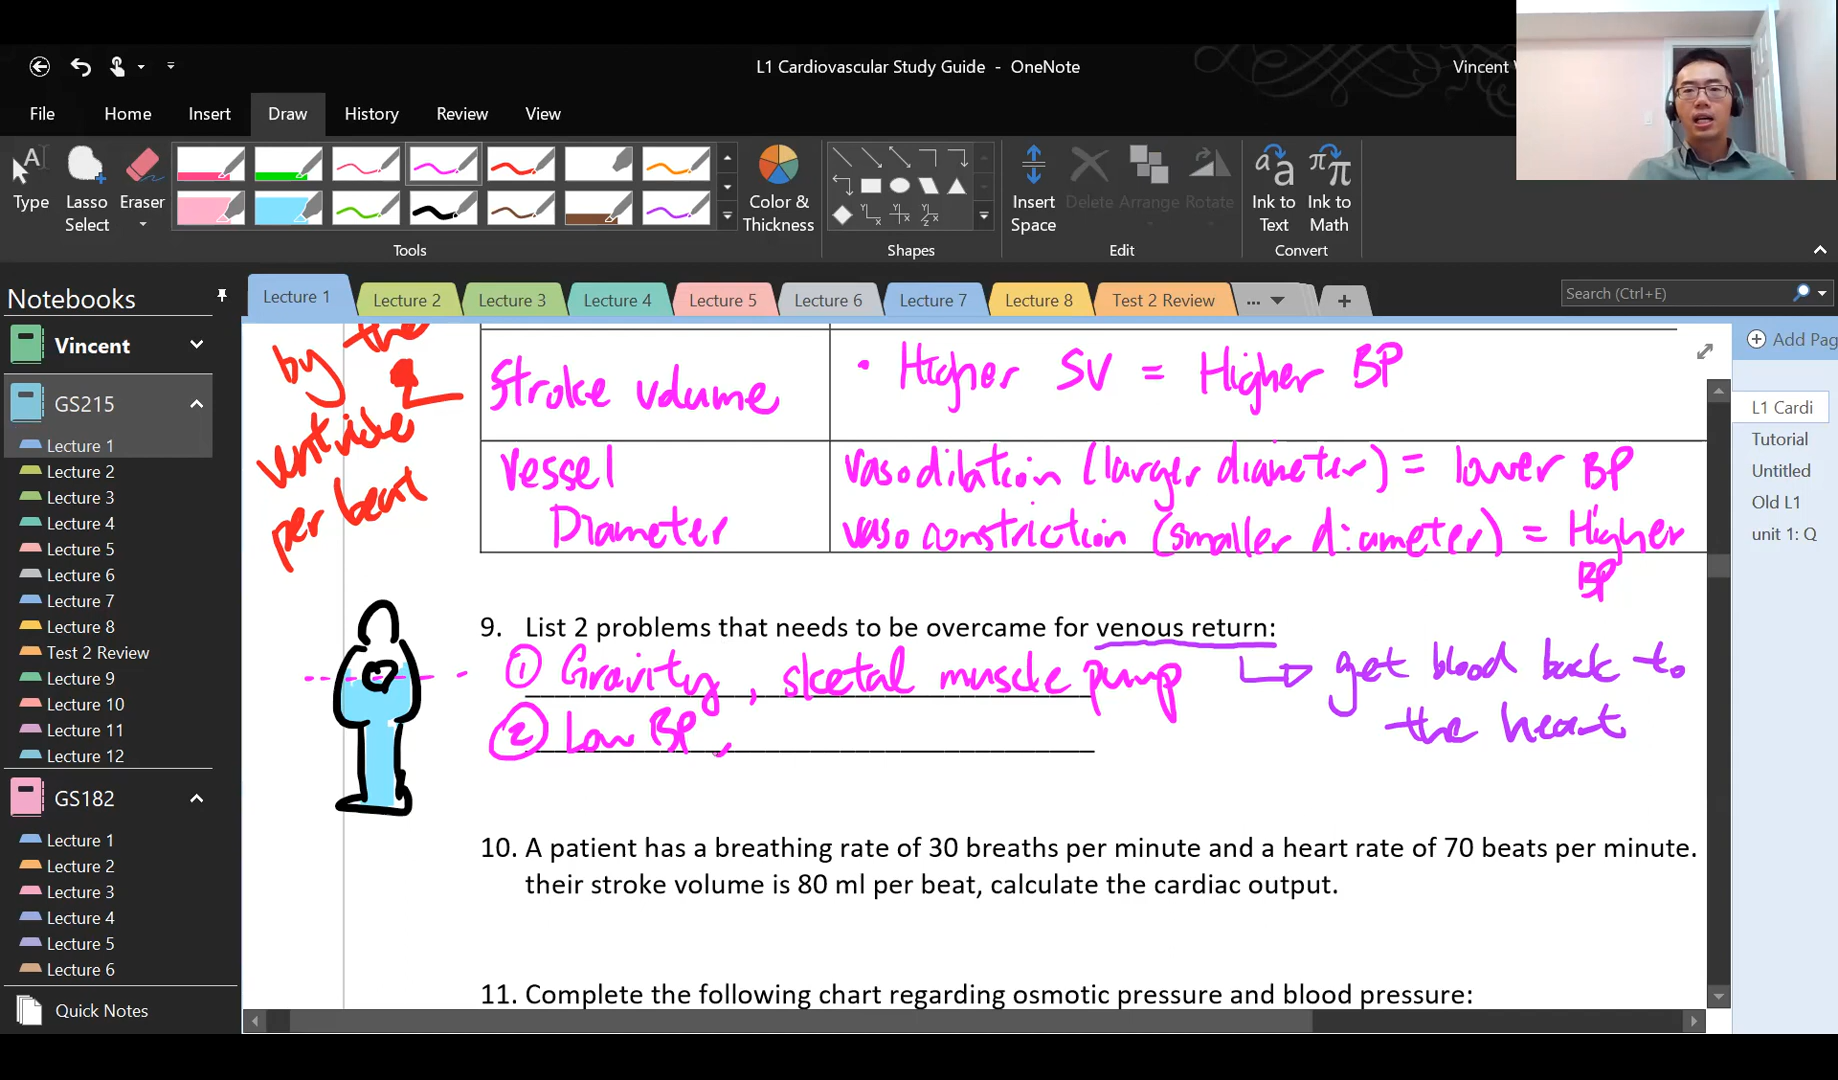 L1 Cardiovascular Study Guide - OneNote
Vincent
File Home Insert Draw History Review View
Type
Lasso Select
Eraser
Color & Thickness
Insert Space
Delete Arrange Rotate
Ink to Text
Ink to Math
Tools Shapes Edit Convert
Notebooks
Lecture 1 Lecture 2 Lecture 3 Lecture 4 Lecture 5 Lecture 6 Lecture 7 Lecture 8 Test 2 Review ... +
Search (Ctrl+E)
Vincent
GS215
Lecture 1
Lecture 2
Lecture 3
Lecture 4
Lecture 5
Lecture 6
Lecture 7
Lecture 8
Test 2 Review
Lecture 9
Lecture 10
Lecture 11
Lecture 12
GS182
Lecture 1
Lecture 2
Lecture 3
Lecture 4
Lecture 5
Lecture 6
Quick Notes
by the
ventricle
per beat
Stroke volume
• Higher SV = Higher BP
Vessel
Diameter
vasodilation (larger diameter) = lower BP
vasoconstriction (smaller diameter) = Higher
BP
9. List 2 problems that needs to be overcame for venous return:
① Gravity, sketal muscle pump
② Low BP,
get blood back to
the heart
10. A patient has a breathing rate of 30 breaths per minute and a heart rate of 70 beats per minute.
their stroke volume is 80 ml per beat, calculate the cardiac output.
11. Complete the following chart regarding osmotic pressure and blood pressure:
Add Pag
L1 Cardi
Tutorial
Untitled
Old L1
unit 1: Q